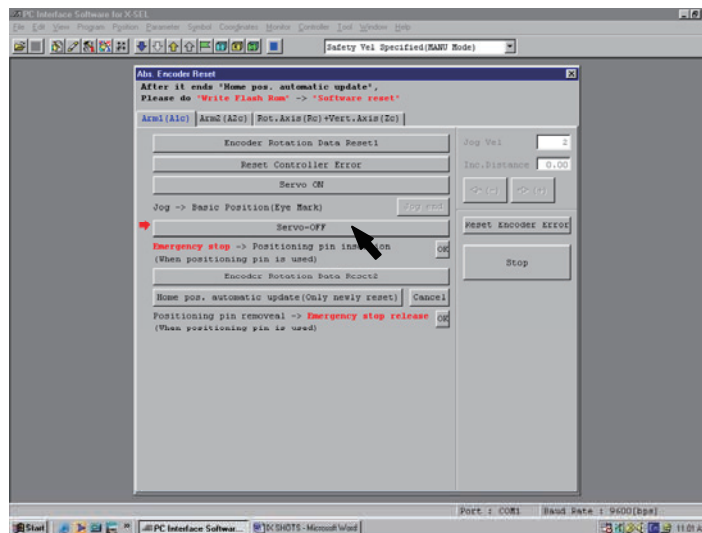 PC Interface Software for X-SEL
File Edit View Program Position Parameter Symbol Coordinates Monitor Controller Tool Window Help
Safety Vel Specified(MANU Mode)
Abs. Encoder Reset
After it ends "Home pos. automatic update",
Please do "Write Flash Rom" -> "Software reset"
Arm1(A1c) Arm2(A2c) Rot.Axis(Rc)+Vert.Axis(Zc)
Encoder Rotation Data Reset1
Jog Vel 2
Reset Controller Error
Inc.Distance 0.00
Servo ON
(-) (+)
Jog -> Basic Position(Eye Mark) Jog end
Servo-OFF
Reset Encoder Error
Emergency stop -> Positioning pin insertion OK
(When positioning pin is used)
Stop
Encoder Rotation Data Reset2
Home pos. automatic update(Only newly reset) Cancel
Positioning pin removeal -> Emergency stop release OK
(When positioning pin is used)
Port : COM1 Baud Rate : 9600[bps]
Start PC Interface Softwar... IX SHOTS - Microsoft Word 11:01 A